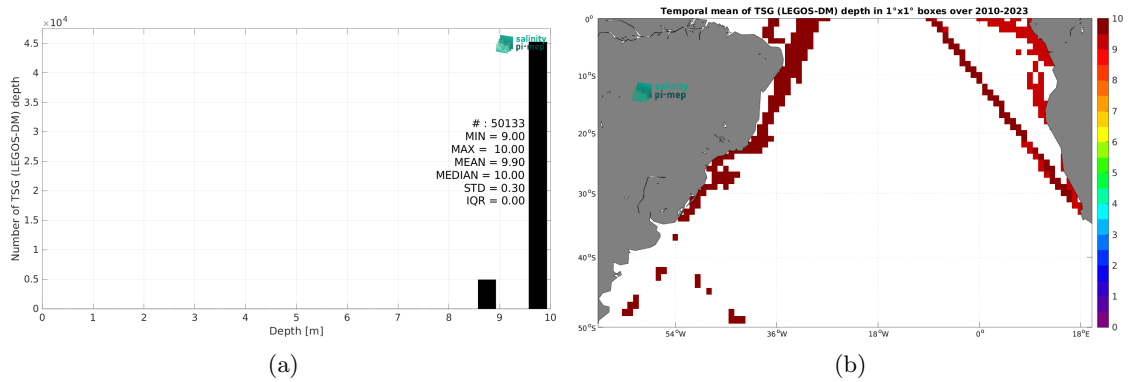 ×10⁴
4.5
4
3.5
3
2.5
2
1.5
1
0.5
0
Number of TSG (LEGOS-DM) depth
salinity
pi-mep
# : 50133
MIN = 9.00
MAX = 10.00
MEAN = 9.90
MEDIAN = 10.00
STD = 0.30
IQR = 0.00
0 1 2 3 4 5 6 7 8 9 10
Depth [m]
(a)
Temporal mean of TSG (LEGOS-DM) depth in 1°x1° boxes over 2010-2023
0°
10°S
20°S
30°S
40°S
50°S
salinity
pi-mep
54°W 36°W 18°W 0° 18°E
10
9
8
7
6
5
4
3
2
1
0
(b)